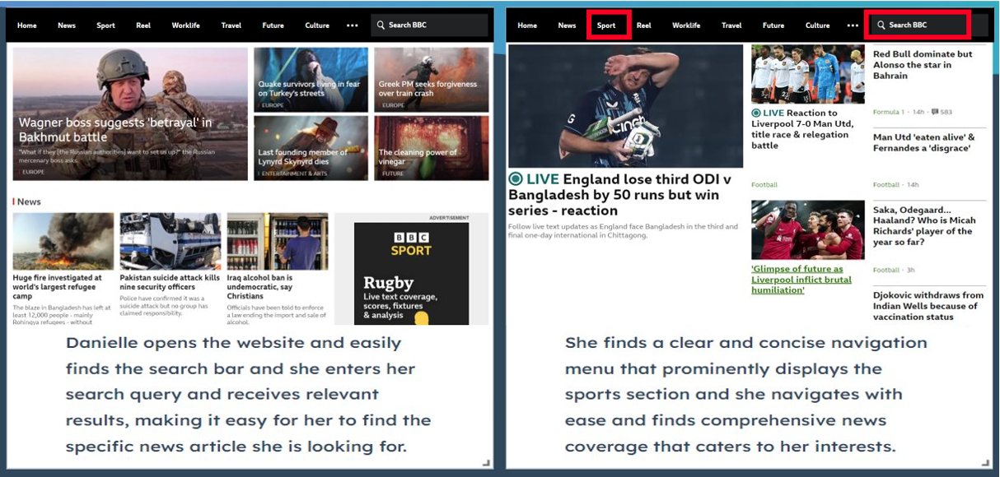 Home News Sport Reel Worklife Travel Future Culture ••• Search BBC
Wagner boss suggests 'betrayal' in
Bakhmut battle
"What if they [the Russian authorities] want to set us up?" the Russian
mercenary boss asks.
EUROPE
Quake survivors living in fear
on Turkey's streets
EUROPE
Greek PM seeks forgiveness
over train crash
EUROPE
Last founding member of
Lynyrd Skynyrd dies
ENTERTAINMENT & ARTS
The cleaning power of
vinegar
FUTURE
News
Huge fire investigated at
world's largest refugee
camp
The blaze in Bangladesh has left at
least 12,000 people - mainly
Rohingya refugees - without
Pakistan suicide attack kills
nine security officers
Police have confirmed it was a
suicide attack but no group has
claimed responsibility.
Iraq alcohol ban is
undemocratic, say
Christians
Officials have been told to enforce
a law ending the import and sale of
alcohol.
ADVERTISEMENT
BBC
SPORT
Rugby
Live text coverage,
scores, fixtures
& analysis
Danielle opens the website and easily
finds the search bar and she enters her
search query and receives relevant
results, making it easy for her to find the
specific news article she is looking for.
Home News Sport Reel Worklife Travel Future Culture ••• Search BBC
LIVE England lose third ODI v
Bangladesh by 50 runs but win
series - reaction
Follow live text updates as England face Bangladesh in the third and
final one-day international in Chittagong.
LIVE Reaction to
Liverpool 7-0 Man Utd,
title race & relegation
battle
Football
'Glimpse of future as
Liverpool inflict brutal
humiliation'
Red Bull dominate but
Alonso the star in
Bahrain
Formula 1 · 14h · 583
Man Utd 'eaten alive' &
Fernandes a 'disgrace'
Football · 14h
Saka, Odegaard...
Haaland? Who is Micah
Richards' player of the
year so far?
Football · 3h
Djokovic withdraws from
Indian Wells because of
vaccination status
She finds a clear and concise navigation
menu that prominently displays the
sports section and she navigates with
ease and finds comprehensive news
coverage that caters to her interests.